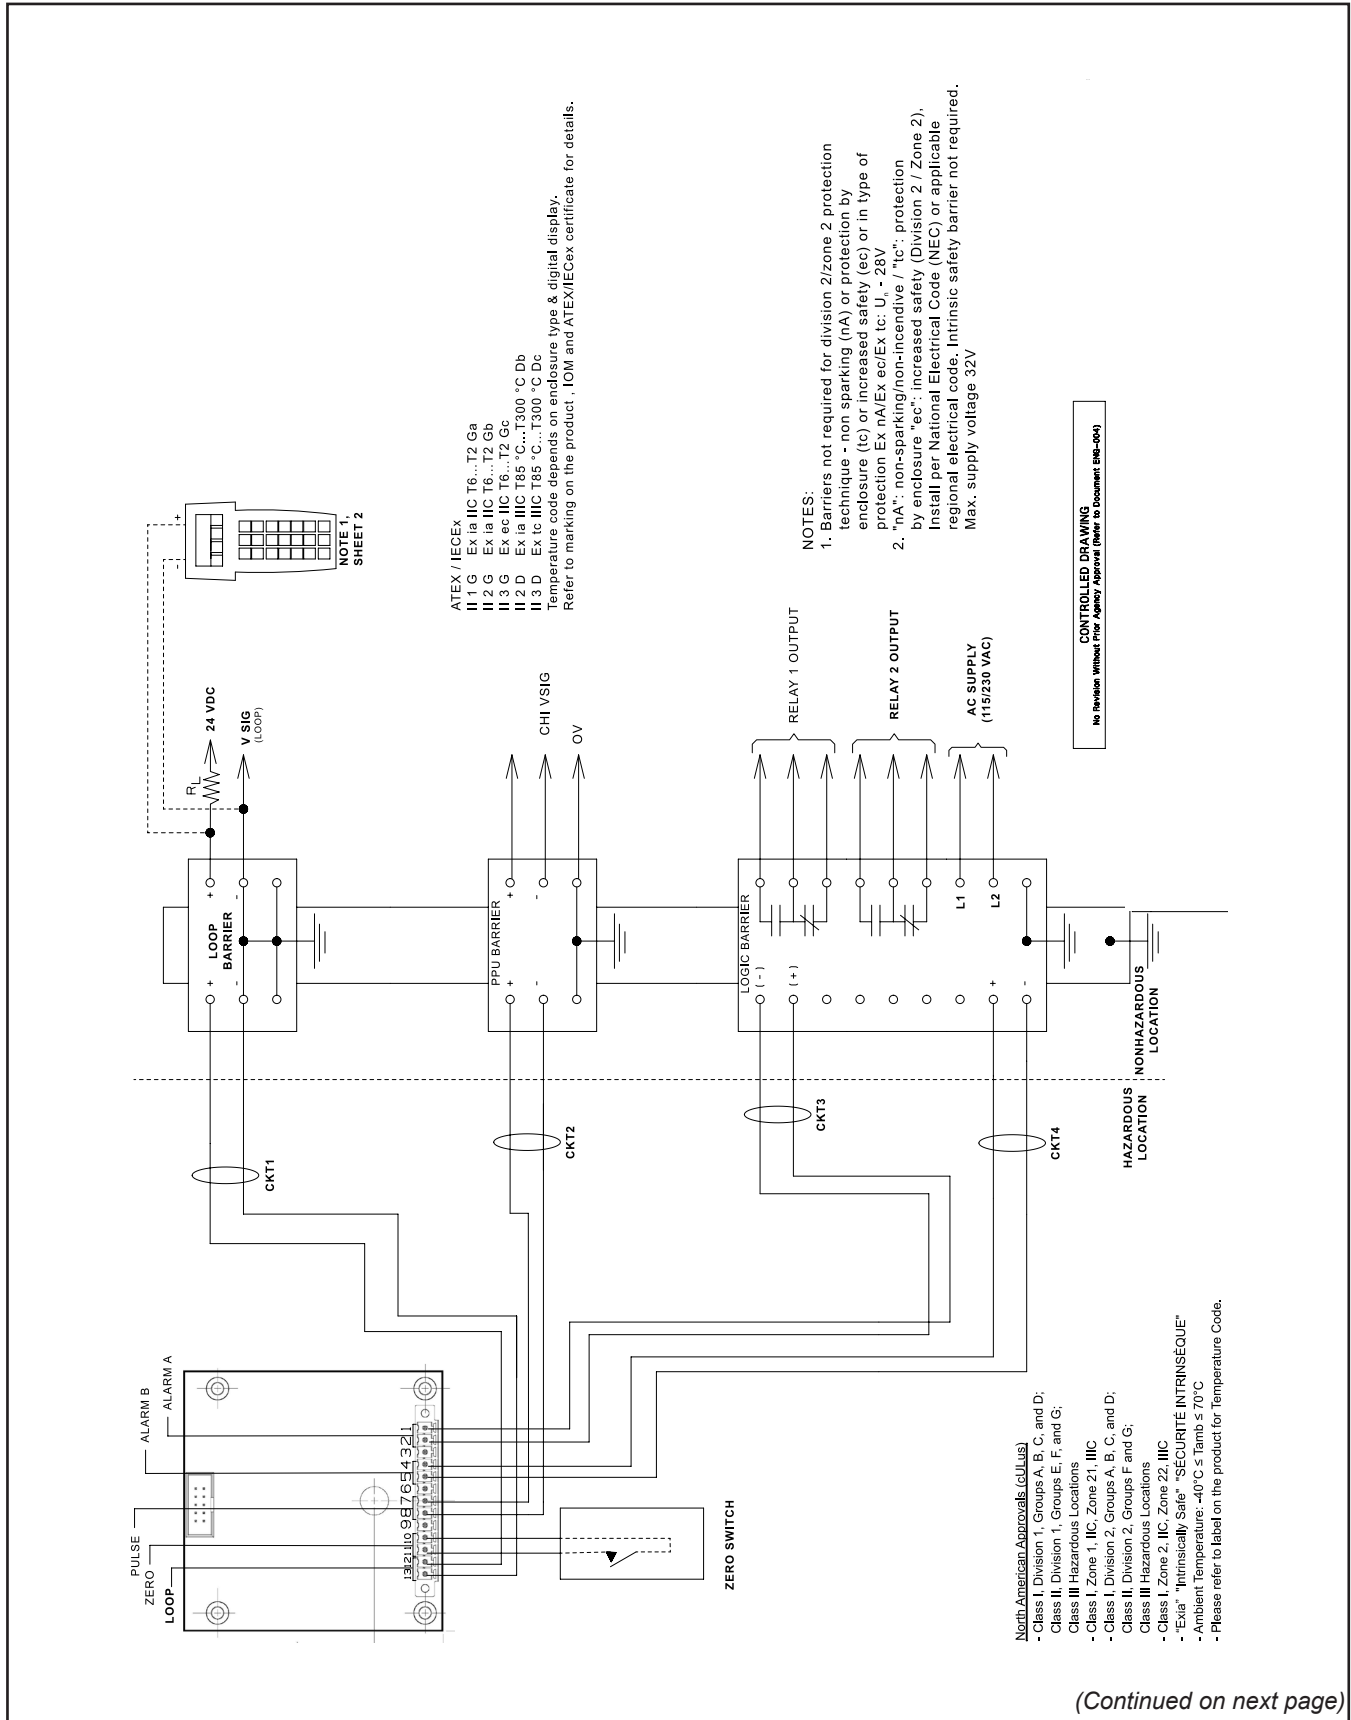 NOTE 1,
SHEET 2
+
-
24 VDC
RL
V SIG
(LOOP)
LOOP
BARRIER
+
-
+
-
CKT1
ATEX / IECEx
II 1 G Ex ia IIC T6...T2 Ga
II 2 G Ex ia IIC T6...T2 Gb
II 3 G Ex ec IIC T6...T2 Gc
II 2 D Ex ia IIIC T85 °C...T300 °C Db
II 3 D Ex tc IIIC T85 °C...T300 °C Dc
Temperature code depends on enclosure type & digital display.
Refer to marking on the product , IOM and ATEX/IECex certificate for details.
CHI VSIG
OV
PPU BARRIER
+
-
+
-
CKT2
NOTES:
1. Barriers not required for division 2/zone 2 protection
technique - non sparking (nA) or protection by
enclosure (tc) or increased safety (ec) or in type of
protection Ex nA/Ex ec/Ex tc: Un - 28V
2. "nA": non-sparking/non-incendive / "tc": protection
by enclosure "ec": increased safety (Division 2 / Zone 2),
Install per National Electrical Code (NEC) or applicable
regional electrical code. Intrinsic safety barrier not required.
Max. supply voltage 32V
RELAY 1 OUTPUT
RELAY 2 OUTPUT
AC SUPPLY
(115/230 VAC)
LOGIC BARRIER
(-)
(+)
L1
L2
+
-
CKT3
CKT4
NONHAZARDOUS
LOCATION
HAZARDOUS
LOCATION
CONTROLLED DRAWING
No Revision Without Prior Agency Approval (Refer to Document ENG-004)
PULSE
ZERO
LOOP
ALARM B
ALARM A
13 12 11 10 9 8 7 6 5 4 3 2 1
ZERO SWITCH
North American Approvals (cULus)
- Class I, Division 1, Groups A, B, C, and D;
Class II, Division 1, Groups E, F, and G;
Class III Hazardous Locations
- Class I, Zone 1, IIC, Zone 21, IIIC
- Class I, Division 2, Groups A, B, C, and D;
Class II, Division 2, Groups F and G;
Class III Hazardous Locations
- Class I, Zone 2, IIC, Zone 22, IIIC
- "Exia" "Intrinsically Safe" "SÉCURITÉ INTRINSÈQUE"
- Ambient Temperature: -40°C ≤ Tamb ≤ 70°C
- Please refer to label on the product for Temperature Code.
(Continued on next page)